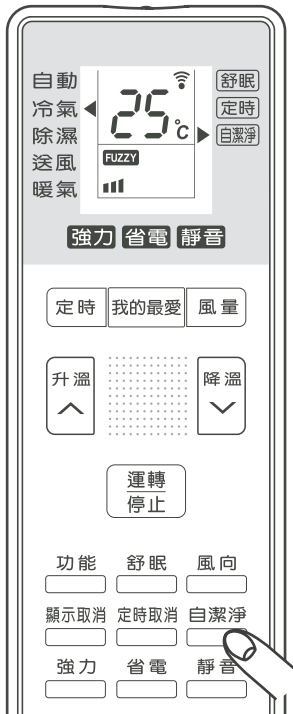 自動 舒眠
冷氣 25℃ 定時
除濕 自潔淨
送風 FUZZY
暖氣
強力 省電 靜音
定時 我的最愛 風量
升溫 降溫
運轉
停止
功能 舒眠 風向
顯示取消 定時取消 自潔淨
強力 省電 靜音